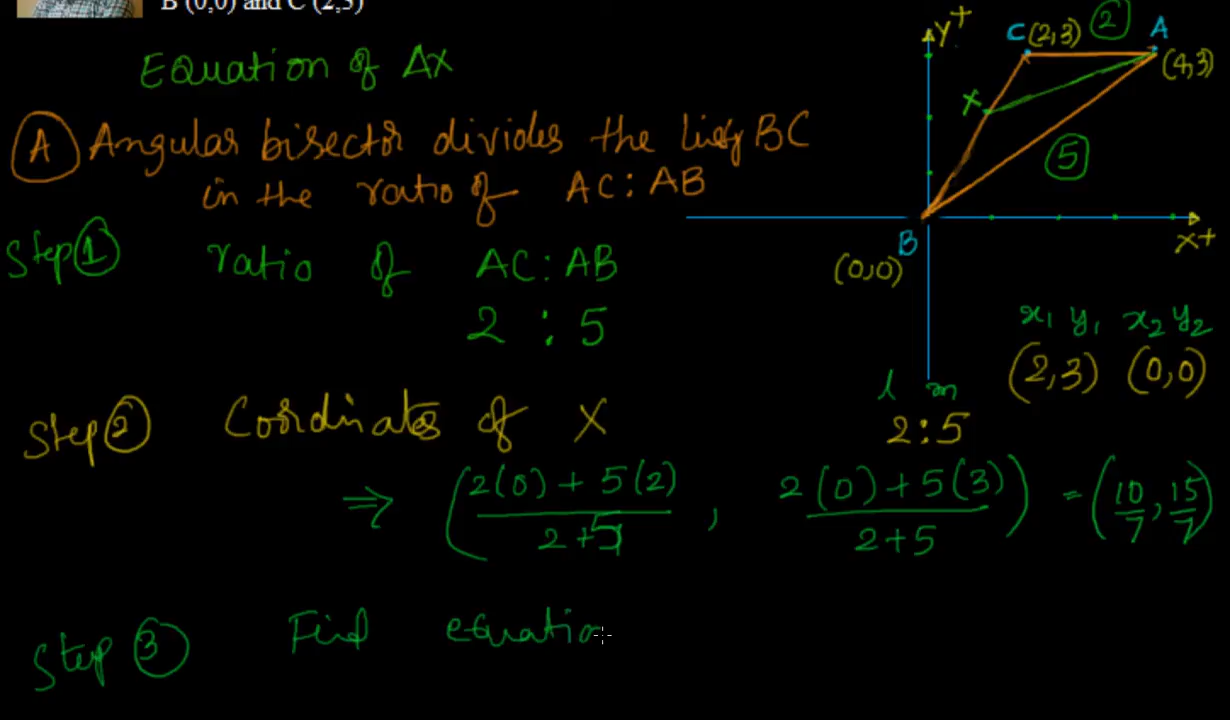 B (0,0) and C (2,3)
Equation of AX
A Angular bisector divides the line BC
in the ratio of AC:AB
Step 1 ratio of AC:AB
2 : 5
Step 2 Coordinates of X
⇒ (2(0) + 5(2) / 2+5 , 2(0) + 5(3) / 2+5) = (10/7, 15/7)
Step 3 Find equation
y+
C (2,3) 2 A
(4,3)
X
5
B
(0,0)
x+
x1 y1 x2 y2
(2,3) (0,0)
l m
2:5